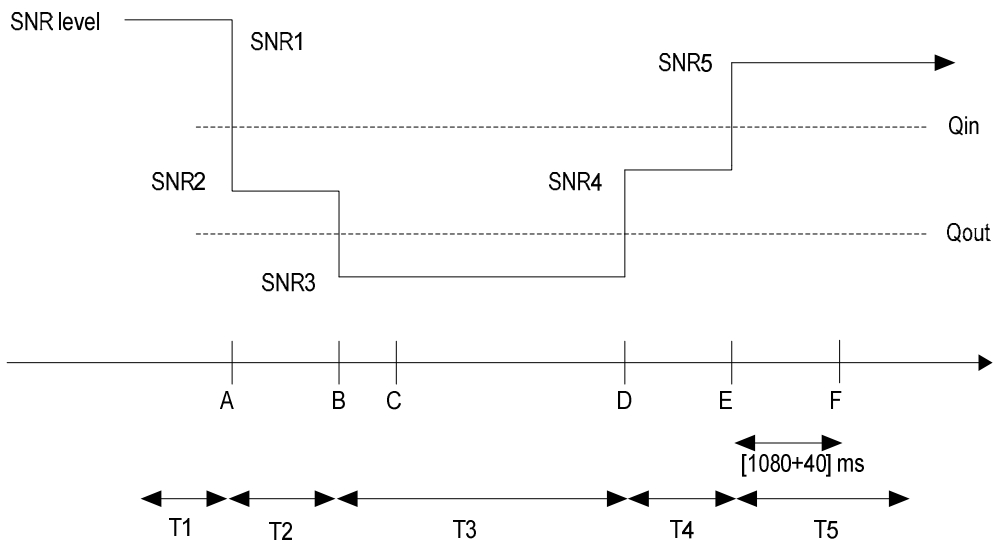 SNR level
SNR1
SNR5
Qin
SNR2
SNR4
Qout
SNR3
A B C D E F
[1080+40] ms
T1 T2 T3 T4 T5